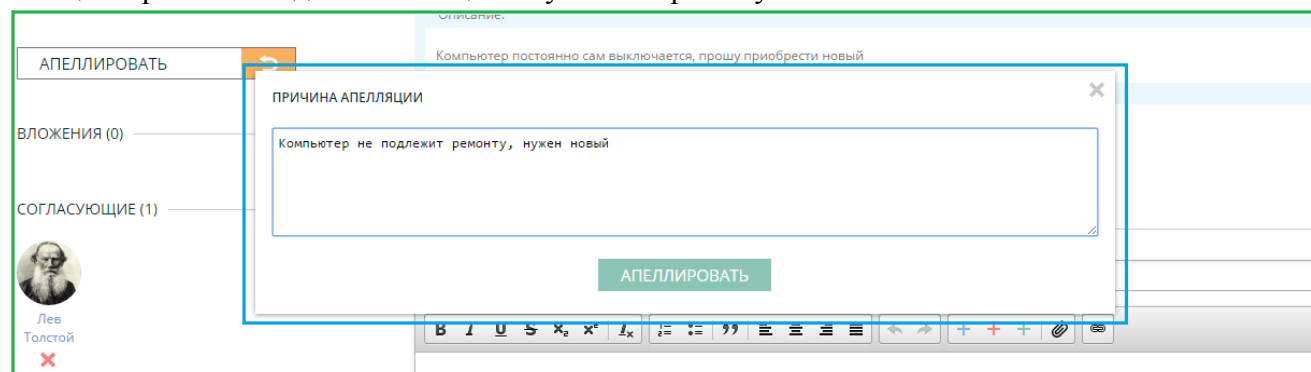 Описание:
АПЕЛЛИРОВАТЬ
Компьютер постоянно сам выключается, прошу приобрести новый
ПРИЧИНА АПЕЛЛЯЦИИ
ВЛОЖЕНИЯ (0)
Компьютер не подлежит ремонту, нужен новый
СОГЛАСУЮЩИЕ (1)
АПЕЛЛИРОВАТЬ
Лев
Толстой